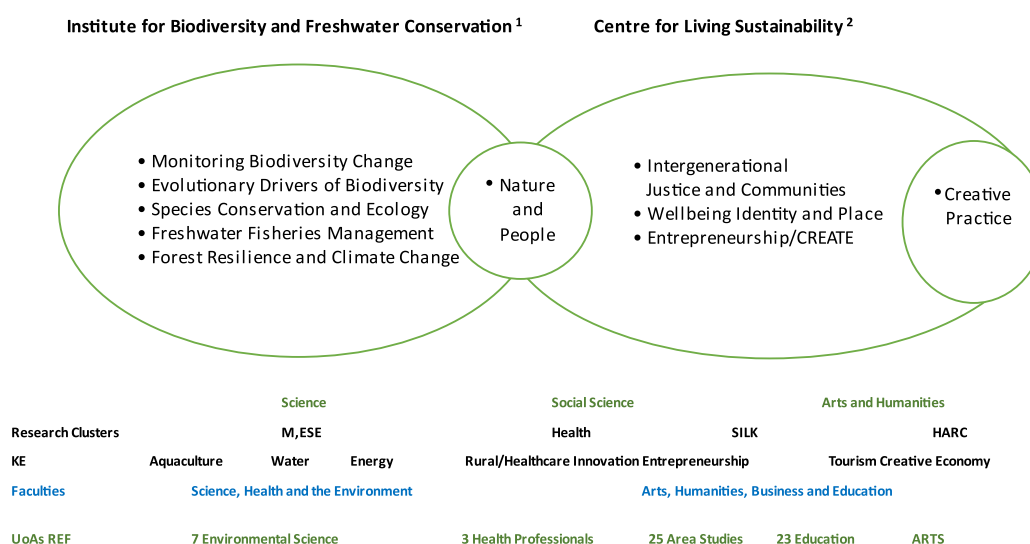 Institute for Biodiversity and Freshwater Conservation 1
Centre for Living Sustainability 2
• Monitoring Biodiversity Change
• Evolutionary Drivers of Biodiversity
• Species Conservation and Ecology
• Freshwater Fisheries Management
• Forest Resilience and Climate Change
• Nature
and
People
• Intergenerational
Justice and Communities
• Wellbeing Identity and Place
• Entrepreneurship/CREATE
• Creative
Practice
Science Social Science Arts and Humanities
Research Clusters M,ESE Health SILK HARC
KE Aquaculture Water Energy Rural/Healthcare Innovation Entrepreneurship Tourism Creative Economy
Faculties Science, Health and the Environment Arts, Humanities, Business and Education
UoAs REF 7 Environmental Science 3 Health Professionals 25 Area Studies 23 Education ARTS